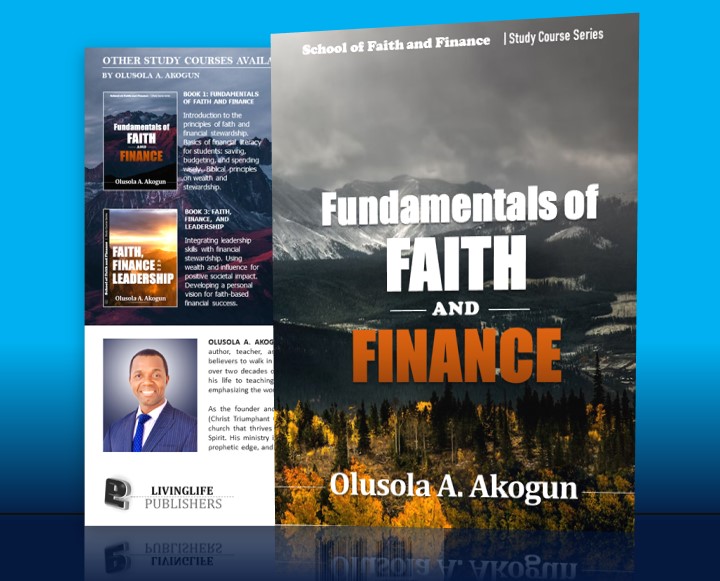 School of Faith and Finance | Study Course Series
Fundamentals of
FAITH
AND
FINANCE
Olusola A. Akogun
OTHER STUDY COURSES AVAILA
BY OLUSOLA A. AKOGUN
BOOK 1: FUNDAMENTALS
OF FAITH AND FINANCE
Introduction to the
principles of faith and
financial stewardship.
Basics of financial literacy
for students: saving,
budgeting, and spending
wisely. Biblical principles
on wealth and
stewardship.
Fundamentals of
FAITH
AND
FINANCE
Olusola A. Akogun
BOOK 3: FAITH,
FINANCE, AND
LEADERSHIP
Integrating leadership
skills with financial
stewardship. Using
wealth and influence for
positive societal impact.
Developing a personal
vision for faith-based
financial success.
FAITH,
FINANCE
LEADERSHIP
Olusola A. Akogun
OLUSOLA A. AKOG
author, teacher, a
believers to walk in
over two decades o
his life to teaching
emphasizing the wo
As the founder and
(Christ Triumphant
church that thrives
Spirit. His ministry
prophetic edge, and
LIVINGLIFE
PUBLISHERS